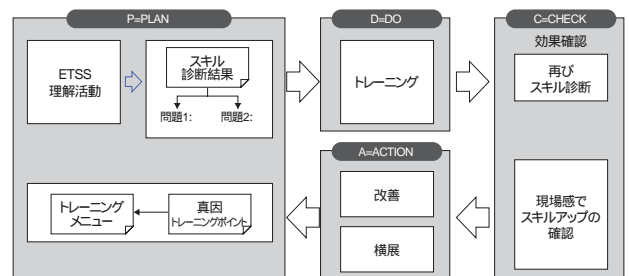 P=PLAN
ETSS
理解活動
スキル
診断結果
問題1:
問題2:
トレーニング
メニュー
真因
トレーニングポイント
D=DO
トレーニング
C=CHECK
効果確認
再び
スキル診断
現場感で
スキルアップの
確認
A=ACTION
改善
横展